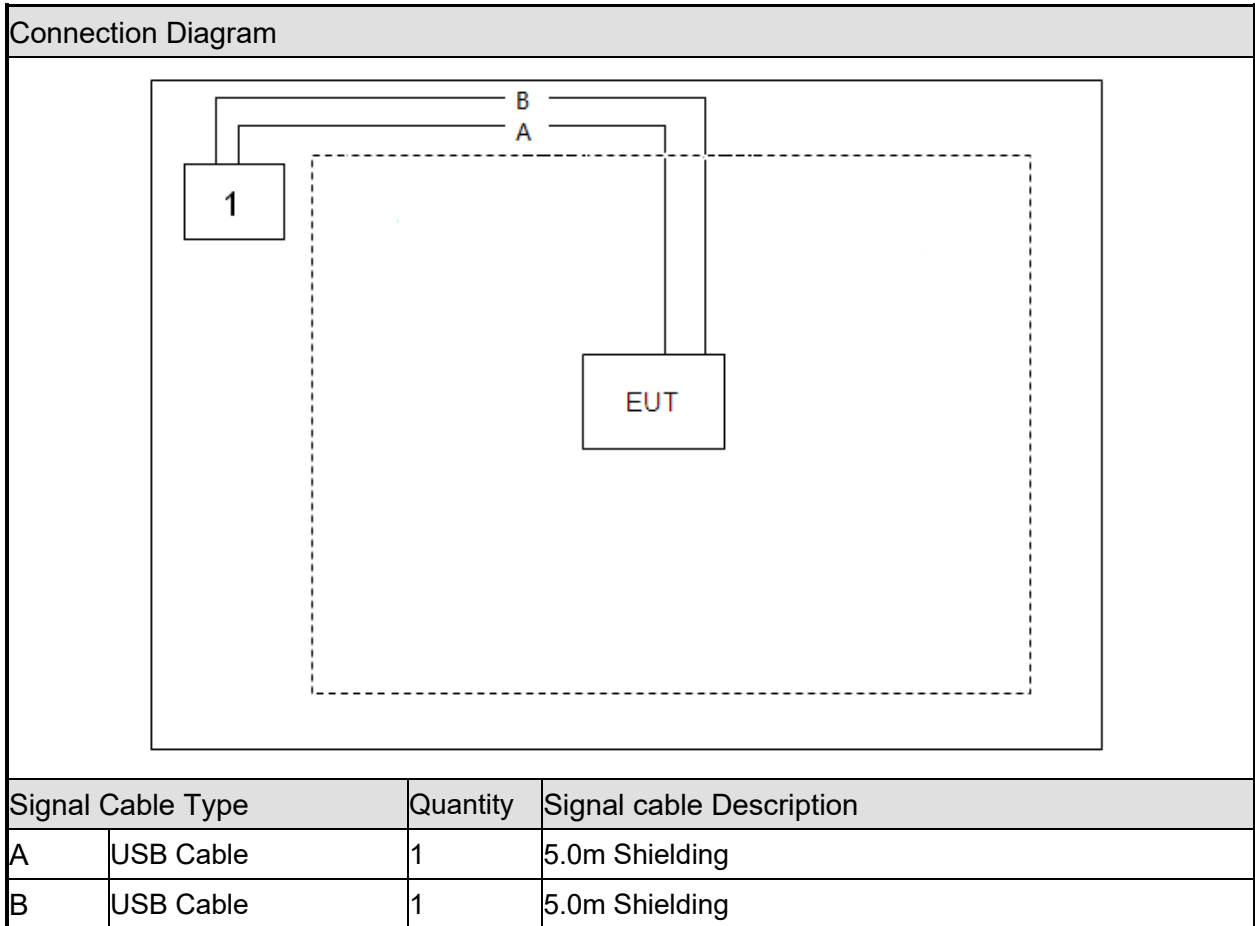 Connection Diagram
B
A
1
EUT
Signal Cable Type Quantity Signal cable Description
A USB Cable 1 5.0m Shielding
B USB Cable 1 5.0m Shielding